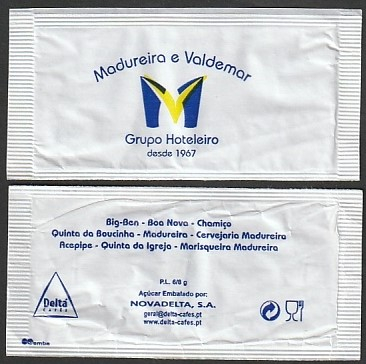 Madureira e Valdemar
Grupo Hoteleiro
desde 1967
Big-Ben - Boa Nova - Chamiço
Quinta da Boucinha - Madureira - Cervejaria Madureira
Acepipe - Quinta da Igreja - Marisqueira Madureira
P.L. 6/8 g
Açúcar Embalado por:
NOVADELTA, S.A.
geral@delta-cafes.pt
www.delta-cafes.pt
Delta
CAFÉS